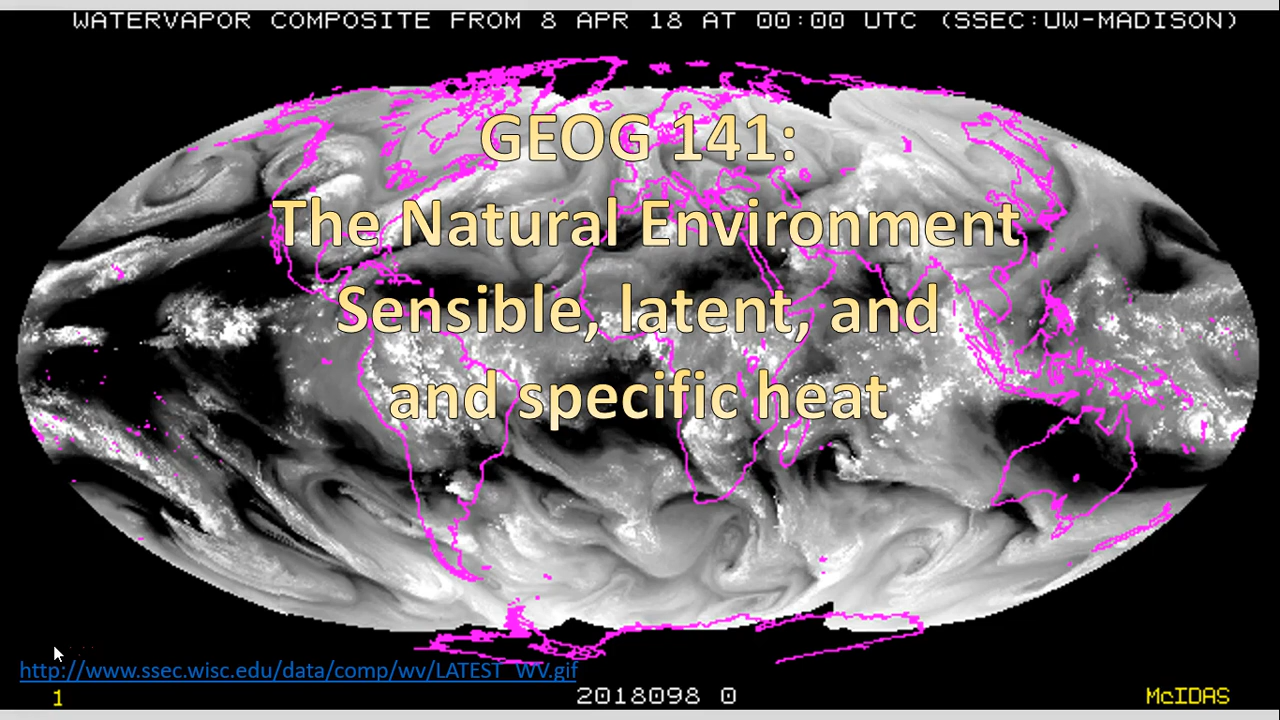 WATERVAPOR COMPOSITE FROM 8 APR 18 AT 00:00 UTC (SSEC:UW-MADISON)
GEOG 141:
The Natural Environment
Sensible, latent, and
and specific heat
http://www.ssec.wisc.edu/data/comp/wv/LATEST_WV.gif
1 2018098 0 McIDAS